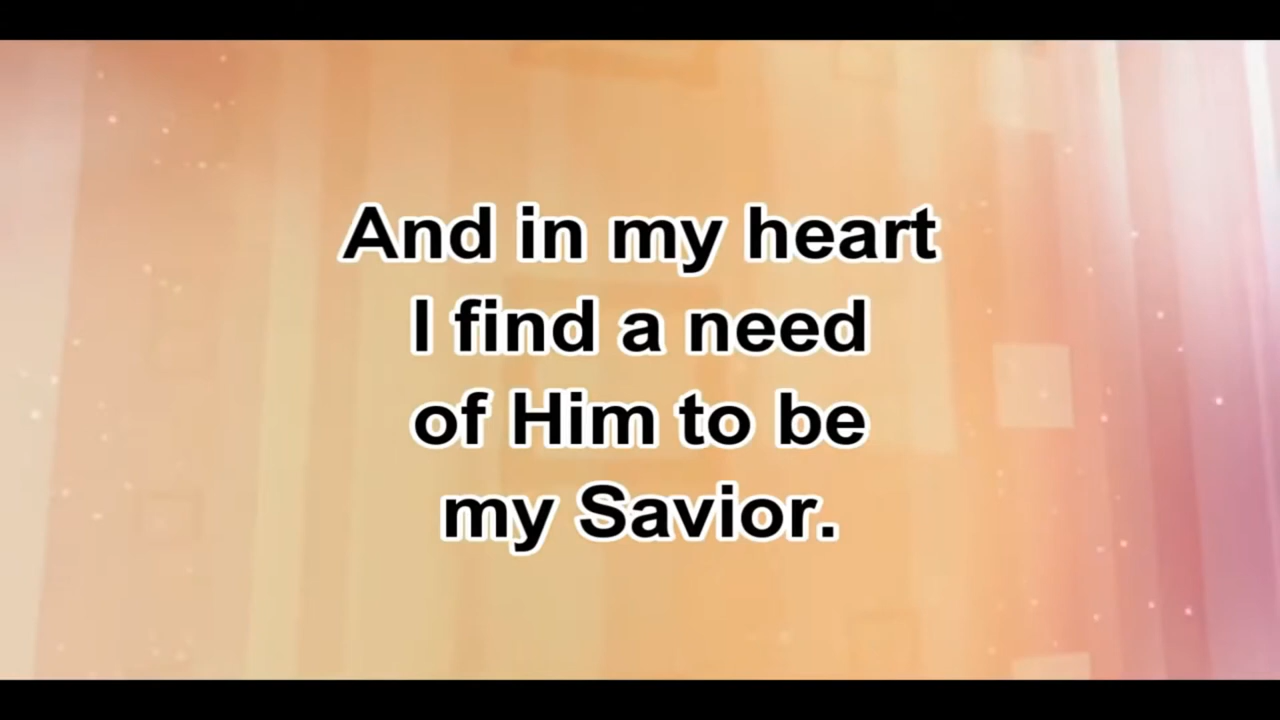 And in my heart
I find a need
of Him to be
my Savior.